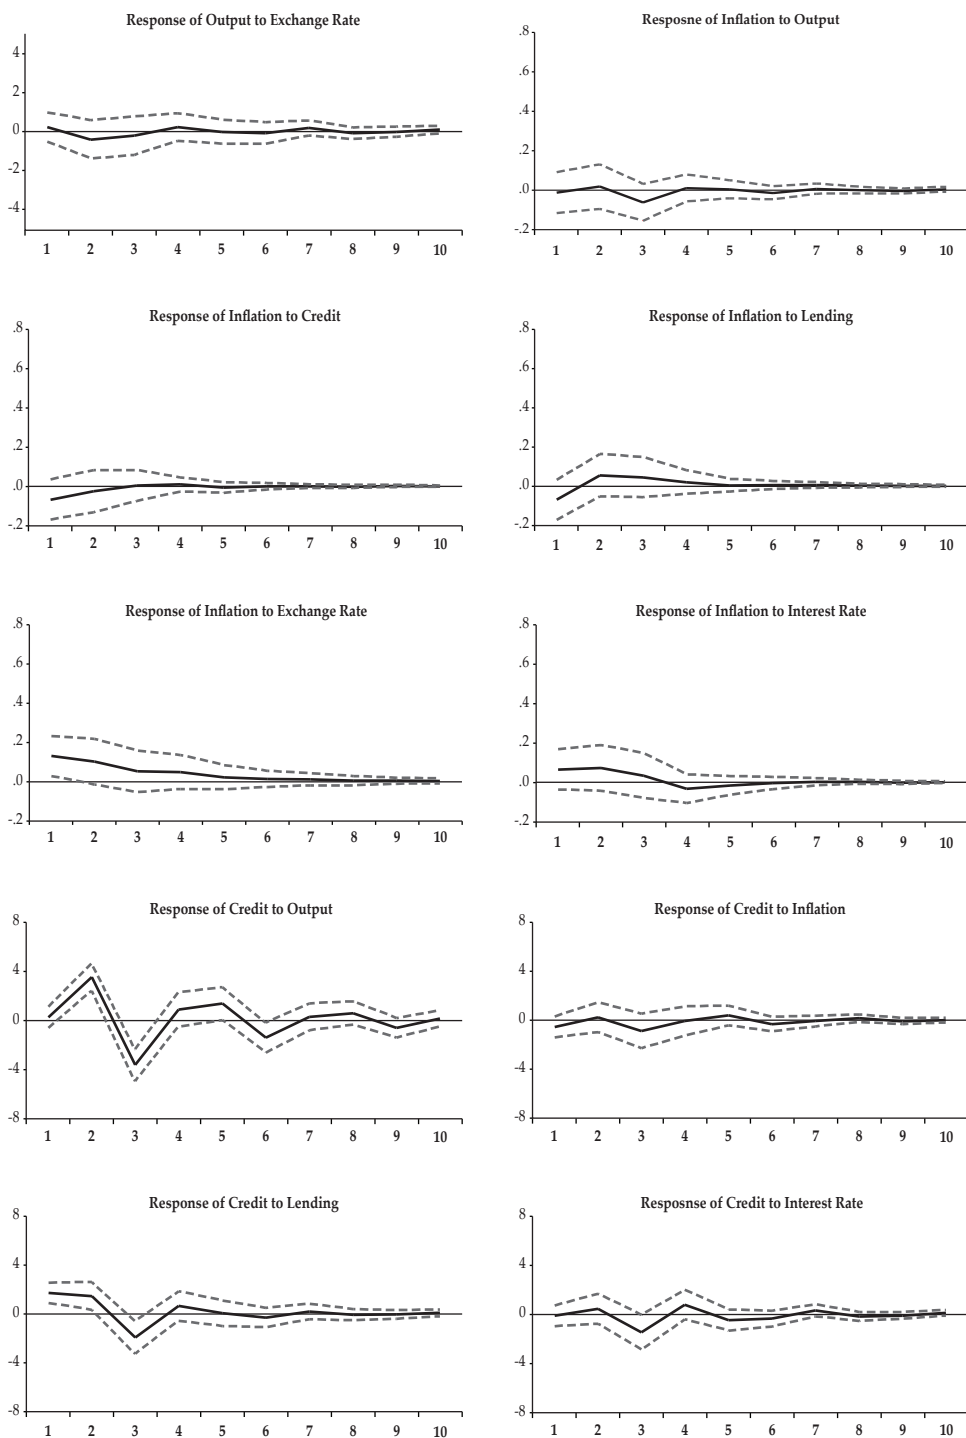 Response of Output to Exchange Rate
4
2
0
-2
-4
1 2 3 4 5 6 7 8 9 10
Resposne of Inflation to Output
.8
.6
.4
.2
.0
-.2
1 2 3 4 5 6 7 8 9 10
Response of Inflation to Credit
.8
.6
.4
.2
.0
-.2
1 2 3 4 5 6 7 8 9 10
Response of Inflation to Lending
.8
.6
.4
.2
.0
-.2
1 2 3 4 5 6 7 8 9 10
Response of Inflation to Exchange Rate
.8
.6
.4
.2
.0
-.2
1 2 3 4 5 6 7 8 9 10
Response of Inflation to Interest Rate
.8
.6
.4
.2
.0
-.2
1 2 3 4 5 6 7 8 9 10
Response of Credit to Output
8
4
0
-4
-8
1 2 3 4 5 6 7 8 9 10
Response of Credit to Inflation
8
4
0
-4
-8
1 2 3 4 5 6 7 8 9 10
Response of Credit to Lending
8
4
0
-4
-8
1 2 3 4 5 6 7 8 9 10
Resposnse of Credit to Interest Rate
8
4
0
-4
-8
1 2 3 4 5 6 7 8 9 10